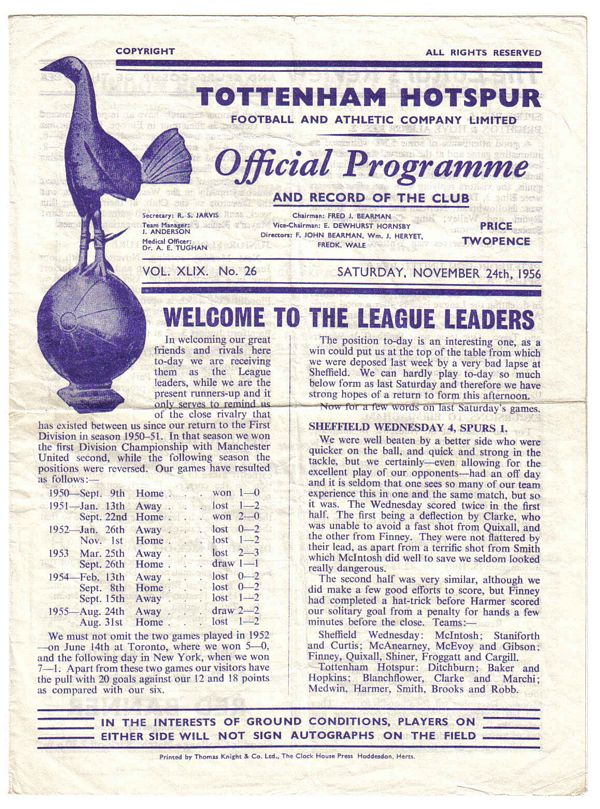 COPYRIGHT ALL RIGHTS RESERVED
TOTTENHAM HOTSPUR
FOOTBALL AND ATHLETIC COMPANY LIMITED
Official Programme
AND RECORD OF THE CLUB
Secretary: R. S. JARVIS
Team Manager:
J. ANDERSON
Medical Officer:
Dr. A. E. TUGHAN
Chairman: FRED J. BEARMAN
Vice-Chairman: E. DEWHURST HORNSBY
Directors: F. JOHN BEARMAN, Wm. J. HERYET,
FREDK. WALE
PRICE
TWOPENCE
VOL. XLIX. No. 26 SATURDAY, NOVEMBER 24th, 1956
WELCOME TO THE LEAGUE LEADERS
In welcoming our great
friends and rivals here
to-day we are receiving
them as the League
leaders, while we are the
present runners-up and it
only serves to remind us
of the close rivalry that
has existed between us since our return to the First
Division in season 1950-51. In that season we won
the first Division Championship with Manchester
United second, while the following season the
positions were reversed. Our games have resulted
as follows:—
1950—Sept. 9th Home . . . won 1—0
1951—Jan. 13th Away . . . lost 1—2
Sept. 22nd Home . . . won 2—0
1952—Jan. 26th Away . . . lost 0—2
Nov. 1st Home . . . lost 1—2
1953 Mar. 25th Away . . . lost 2—3
Sept. 26th Home . . . draw 1—1
1954—Feb. 13th Away . . . lost 0—2
Sept. 8th Home . . . lost 0—2
Sept. 15th Away . . . lost 1—2
1955—Aug. 24th Away . . . draw 2—2
Aug. 31st Home . . . lost 1—2
We must not omit the two games played in 1952
—on June 14th at Toronto, where we won 5—0,
and the following day in New York, when we won
7—1. Apart from these two games our visitors have
the pull with 20 goals against our 12 and 18 points
as compared with our six.
The position to-day is an interesting one, as a
win could put us at the top of the table from which
we were deposed last week by a very bad lapse at
Sheffield. We can hardly play to-day so much
below form as last Saturday and therefore we have
strong hopes of a return to form this afternoon.
Now for a few words on last Saturday's games.
SHEFFIELD WEDNESDAY 4, SPURS 1.
We were well beaten by a better side who were
quicker on the ball, and quick and strong in the
tackle, but we certainly—even allowing for the
excellent play of our opponents—had an off day
and it is seldom that one sees so many of our team
experience this in one and the same match, but so
it was. The Wednesday scored twice in the first
half. The first being a deflection by Clarke, who
was unable to avoid a fast shot from Quixall, and
the other from Finney. They were not flattered by
their lead, as apart from a terrific shot from Smith
which McIntosh did well to save we seldom looked
really dangerous.
The second half was very similar, although we
did make a few good efforts to score, but Finney
had completed a hat-trick before Harmer scored
our solitary goal from a penalty for hands a few
minutes before the close. Teams:—
Sheffield Wednesday: McIntosh; Staniforth
and Curtis; McAnearney, McEvoy and Gibson;
Finney, Quixall, Shiner, Froggatt and Cargill.
Tottenham Hotspur: Ditchburn; Baker and
Hopkins; Blanchflower, Clarke and Marchi;
Medwin, Harmer, Smith, Brooks and Robb.
IN THE INTERESTS OF GROUND CONDITIONS, PLAYERS ON
EITHER SIDE WILL NOT SIGN AUTOGRAPHS ON THE FIELD
Printed by Thomas Knight & Co. Ltd., The Clock House Press Hoddesdon, Herts.